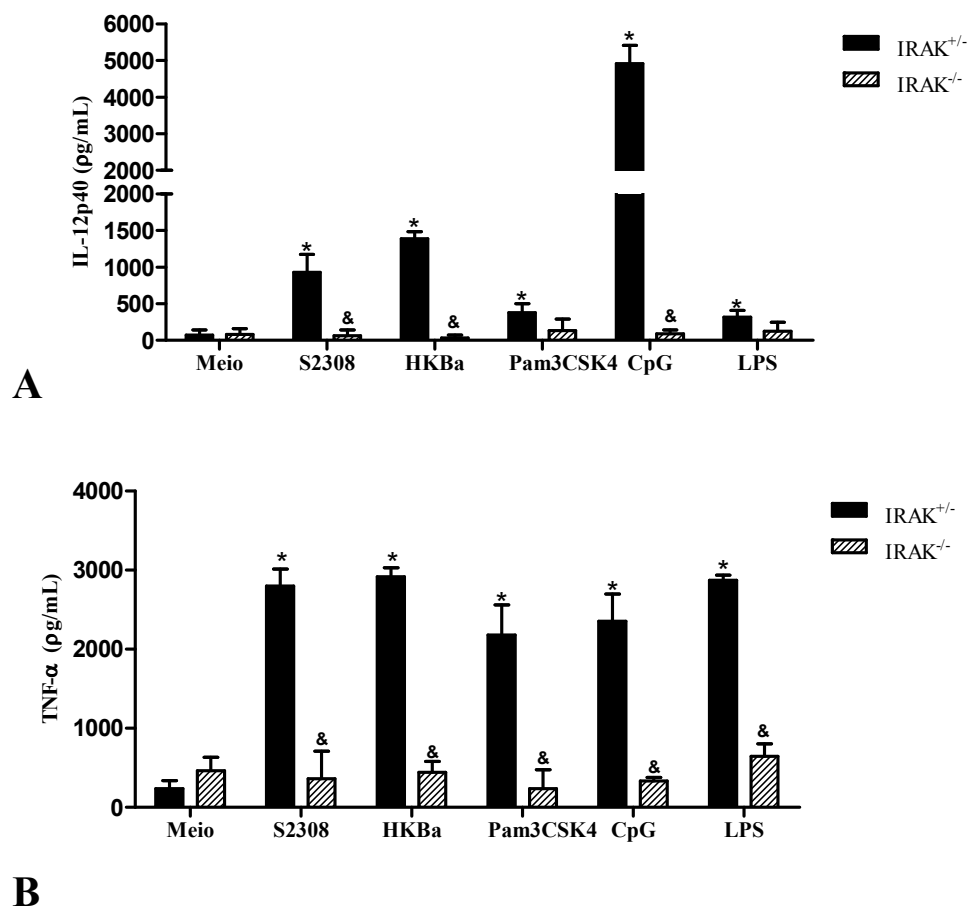 6000
5000
4000
3000
2000
2000
1500
1000
500
0
IL-12p40 (ρg/mL)
* * * * *
& & &
Meio S2308 HKBa Pam3CSK4 CpG LPS
IRAK+/-
IRAK-/-
A
4000
3000
2000
1000
0
TNF-α (ρg/mL)
* * * * *
& & & & &
Meio S2308 HKBa Pam3CSK4 CpG LPS
IRAK+/-
IRAK-/-
B